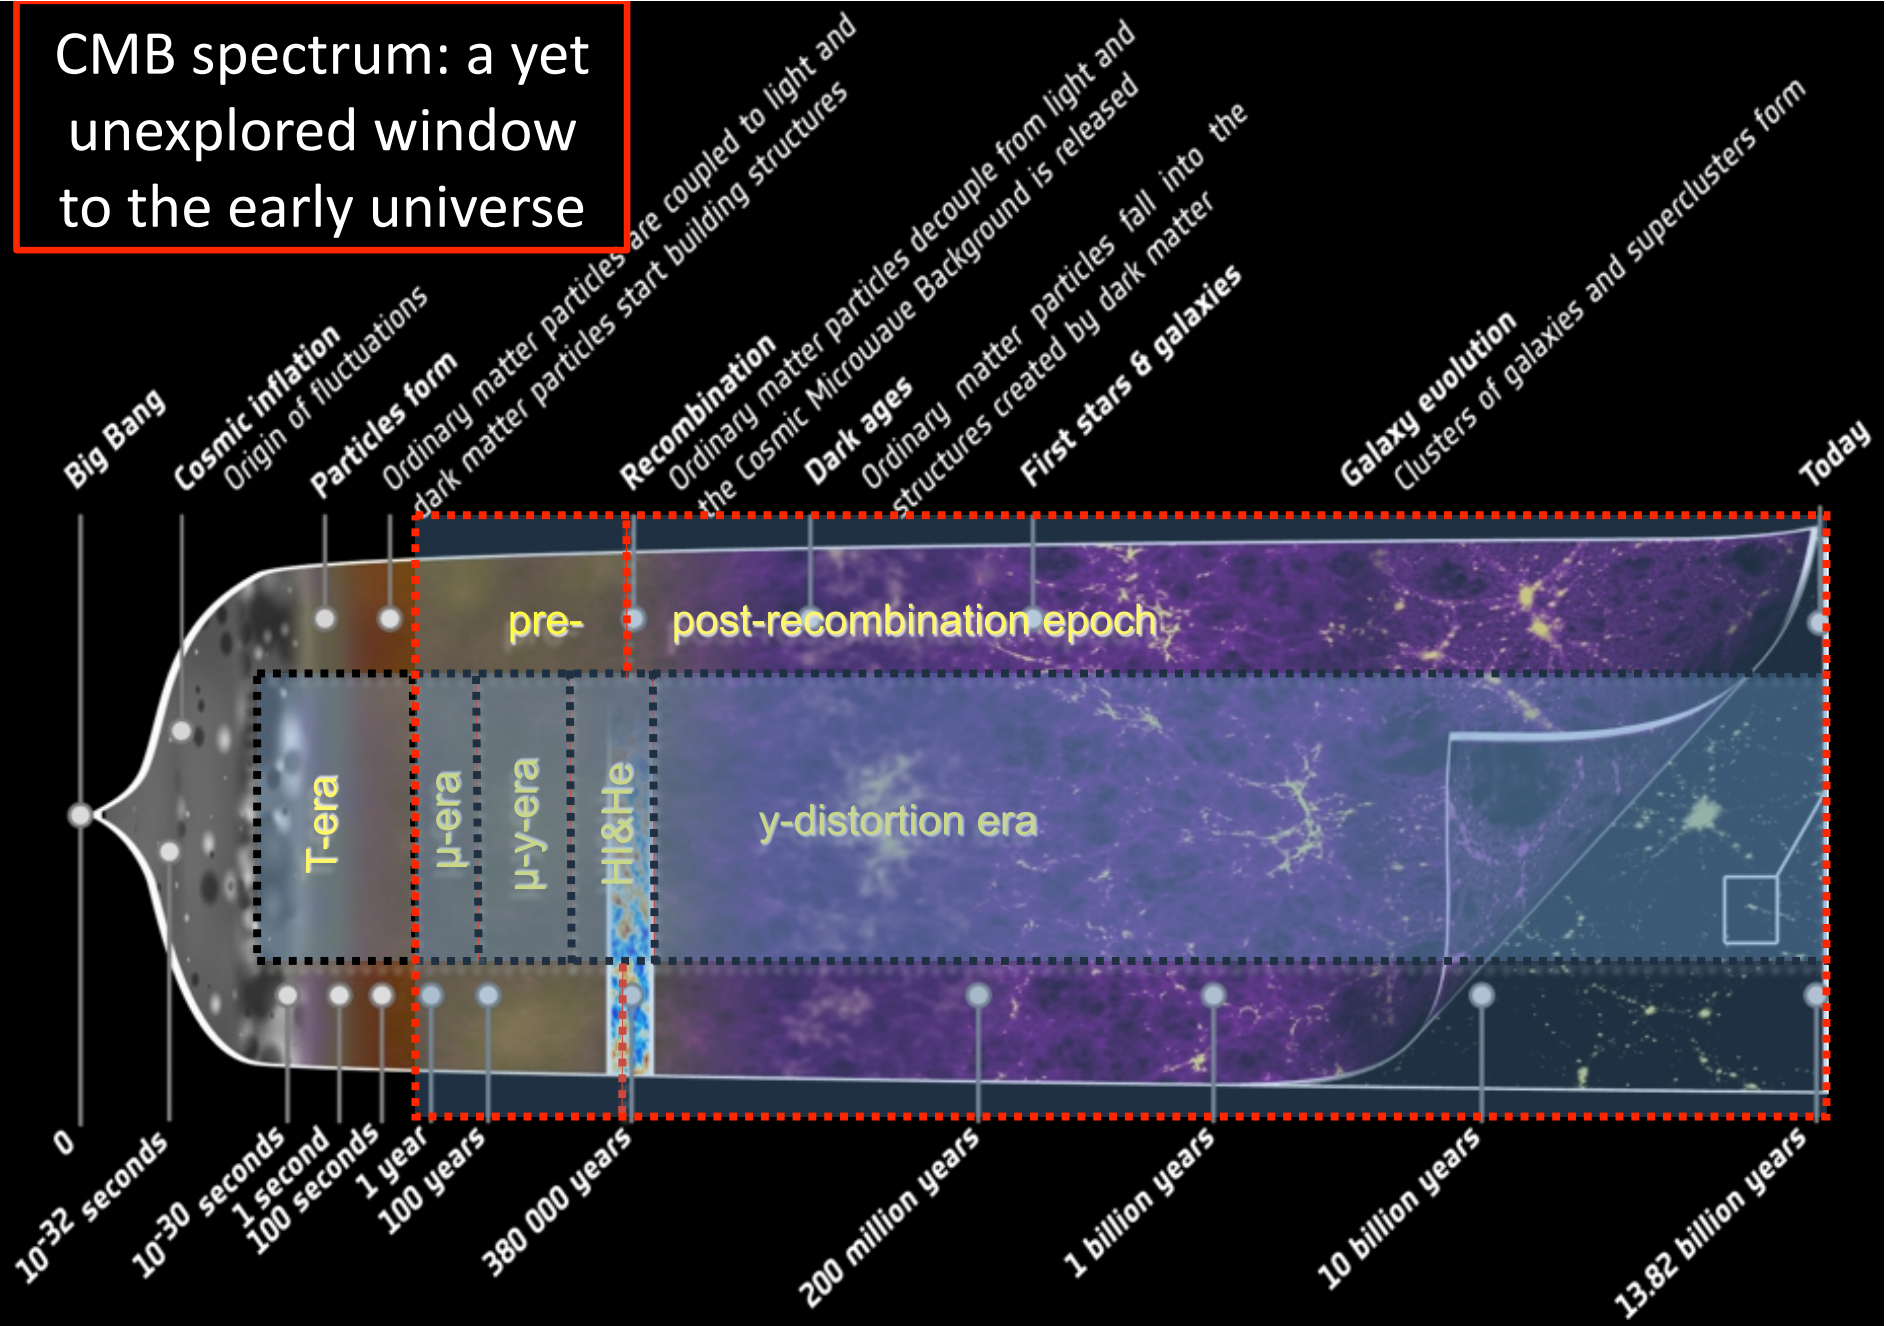 CMB spectrum: a yet
unexplored window
to the early universe
Big Bang
Cosmic inflation
Origin of fluctuations
Particles form
Ordinary matter particles are coupled to light and
dark matter particles start building structures
Recombination
Ordinary matter particles decouple from light and
the Cosmic Microwave Background is released
Dark ages
Ordinary matter particles fall into the
structures created by dark matter
First stars & galaxies
Galaxy evolution
Clusters of galaxies and superclusters form
Today
pre-
post-recombination epoch
T-era
μ-era
μ-y-era
HI&He
y-distortion era
0
10-32 seconds
10-30 seconds
1 second
100 seconds
1 year
100 years
380 000 years
200 million years
1 billion years
10 billion years
13.82 billion years